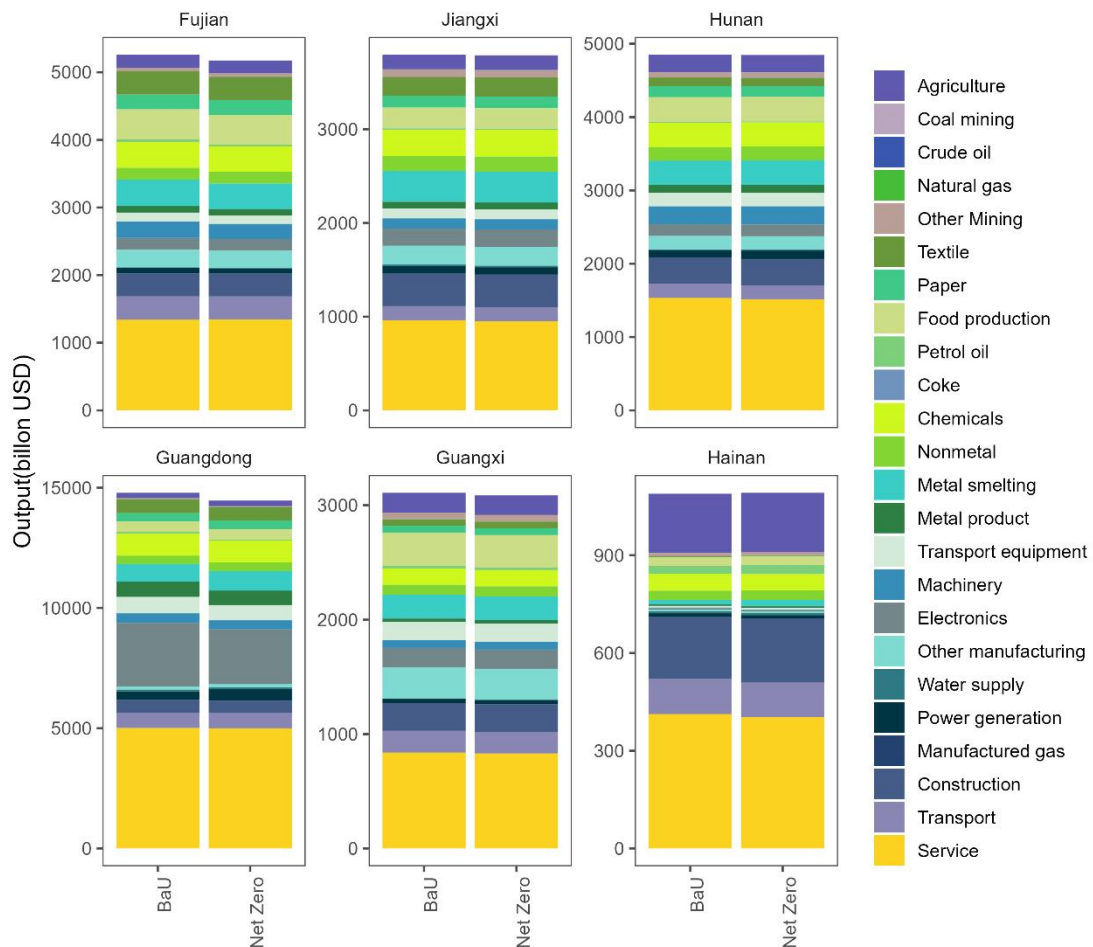 Fujian
Jiangxi
Hunan
5000
4000
3000
2000
1000
0
3000
2000
1000
0
5000
4000
3000
2000
1000
0
Output(billon USD)
Guangdong
Guangxi
Hainan
15000
10000
5000
0
3000
2000
1000
0
900
600
300
0
BaU
Net Zero
BaU
Net Zero
BaU
Net Zero
Agriculture
Coal mining
Crude oil
Natural gas
Other Mining
Textile
Paper
Food production
Petrol oil
Coke
Chemicals
Nonmetal
Metal smelting
Metal product
Transport equipment
Machinery
Electronics
Other manufacturing
Water supply
Power generation
Manufactured gas
Construction
Transport
Service